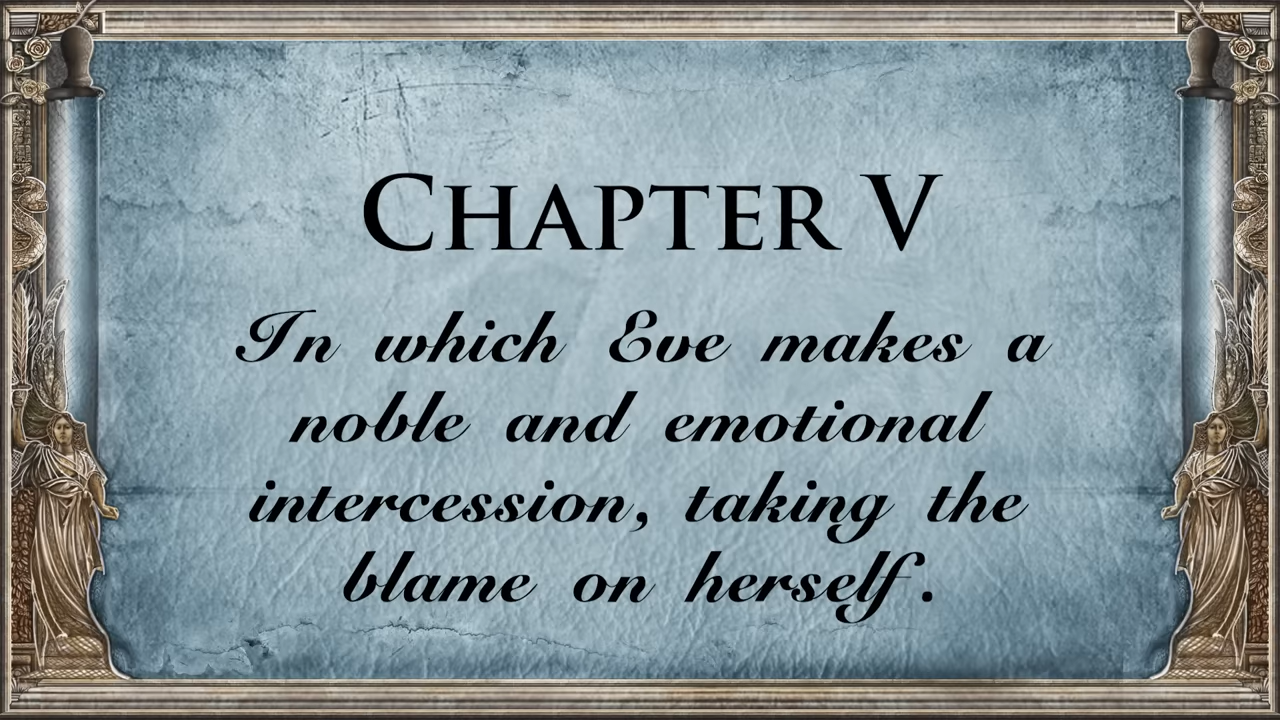 Chapter V
In which Eve makes a
noble and emotional
intercession, taking the
blame on herself.